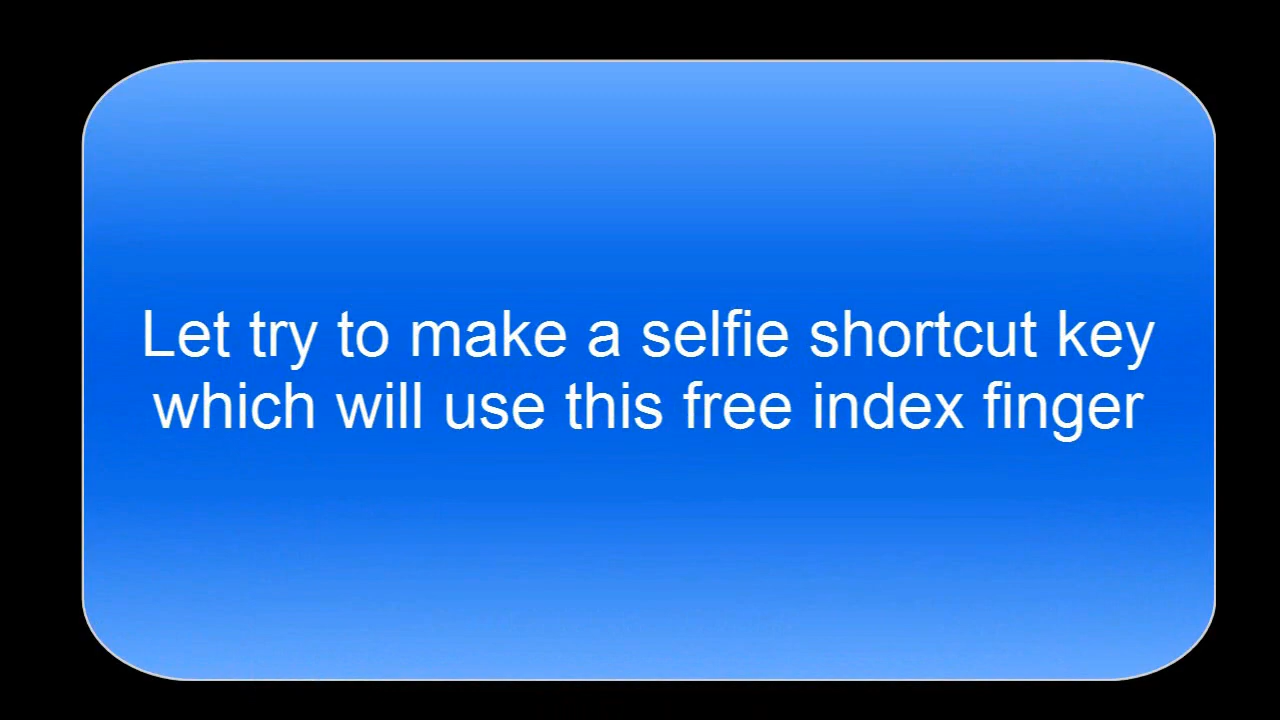 Let try to make a selfie shortcut key
which will use this free index finger